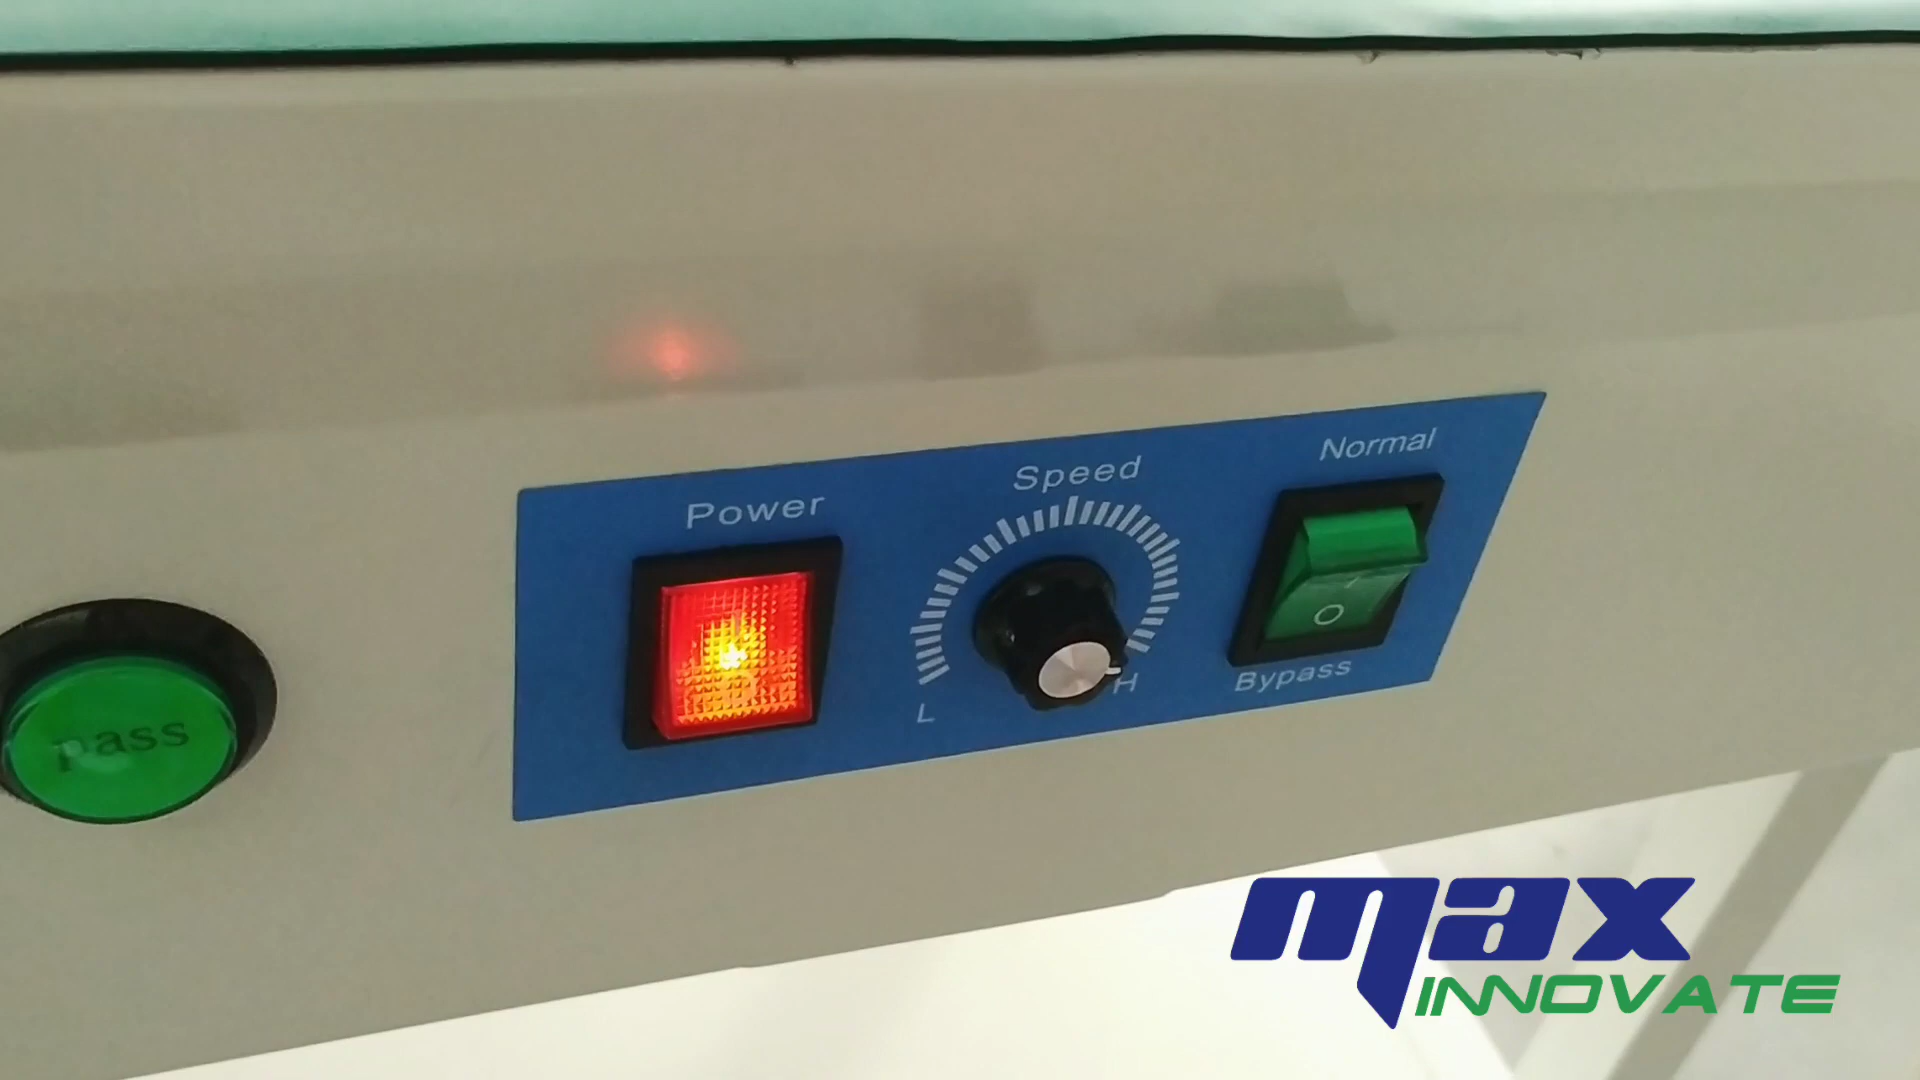 Normal
Speed
Power
O
Bypass
H
L
pass
max
INNOVATE